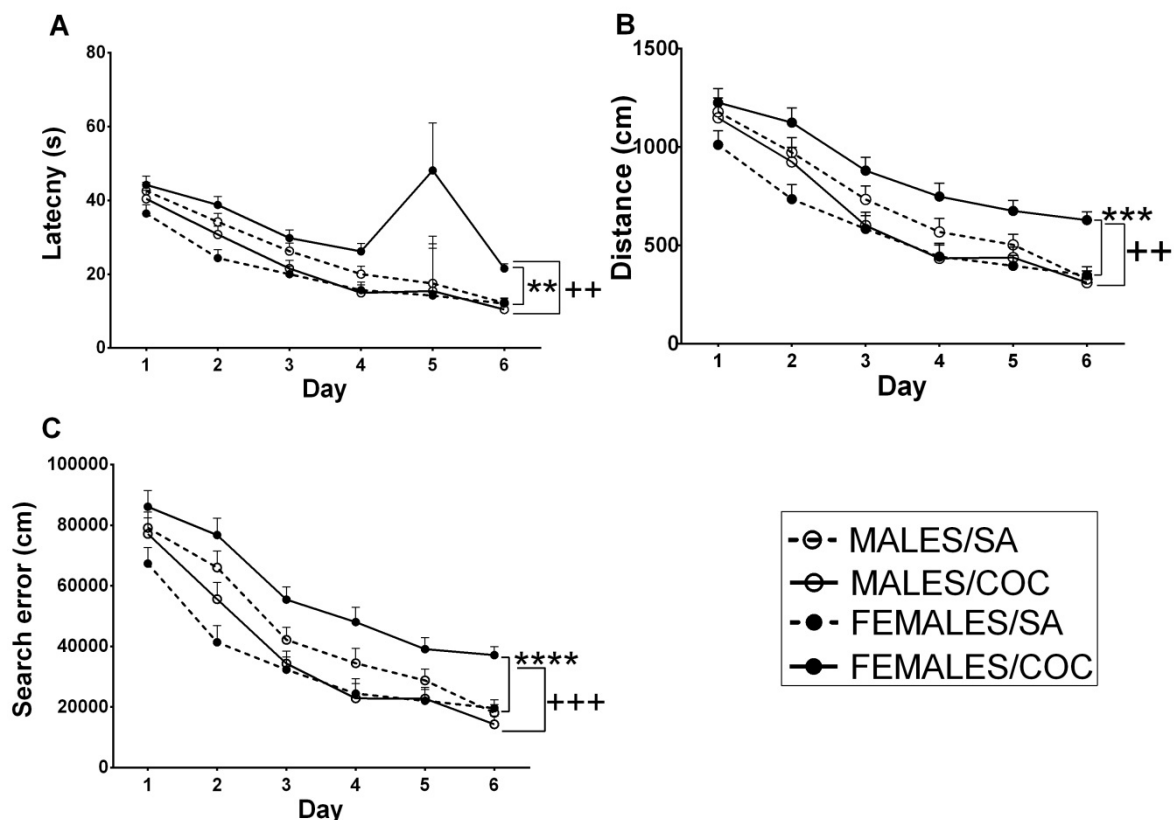 A
80
60
40
20
0
Latecny (s)
1 2 3 4 5 6
Day
** ++
B
1500
1000
500
0
Distance (cm)
1 2 3 4 5 6
Day
***
++
C
100000
80000
60000
40000
20000
0
Search error (cm)
1 2 3 4 5 6
Day
****
+++
MALES/SA
MALES/COC
FEMALES/SA
FEMALES/COC